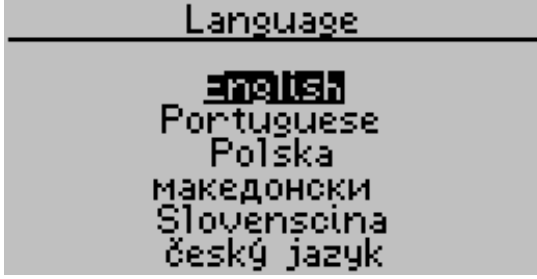 Language
English
Portuguese
Polska
македонски
Slovenscina
český jazyk